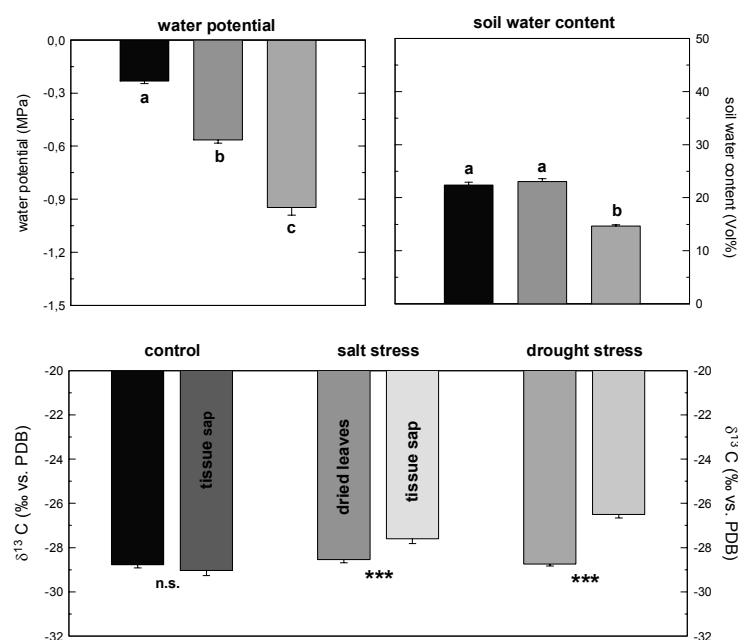 water potential
0,0
-0,3
-0,6
-0,9
-1,2
-1,5
water potential (MPa)
a
b
c
soil water content
50
40
30
20
10
0
soil water content (Vol%)
a
a
b
control
salt stress
drought stress
-20
-22
-24
-26
-28
-30
-32
δ¹³ C (‰ vs. PDB)
tissue sap
dried leaves
tissue sap
n.s.
***
***
-20
-22
-24
-26
-28
-30
-32
δ¹³ C (‰ vs. PDB)